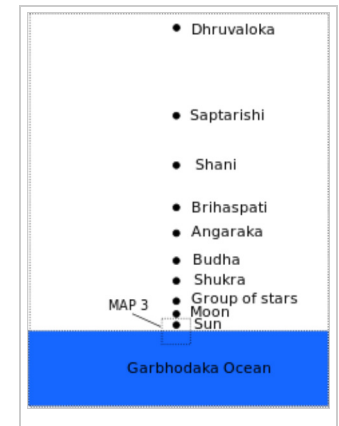 Dhruvaloka
Saptarishi
Shani
Brihaspati
Angaraka
Budha
Shukra
Group of stars
MAP 3
Moon
Sun
Garbhodaka Ocean